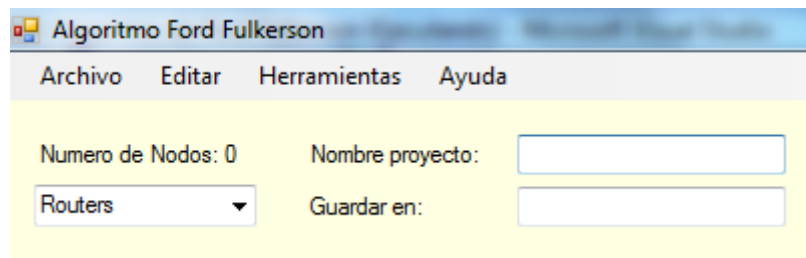 Algoritmo Ford Fulkerson
Archivo Editar Herramientas Ayuda
Numero de Nodos: 0 Nombre proyecto:
Routers Guardar en: